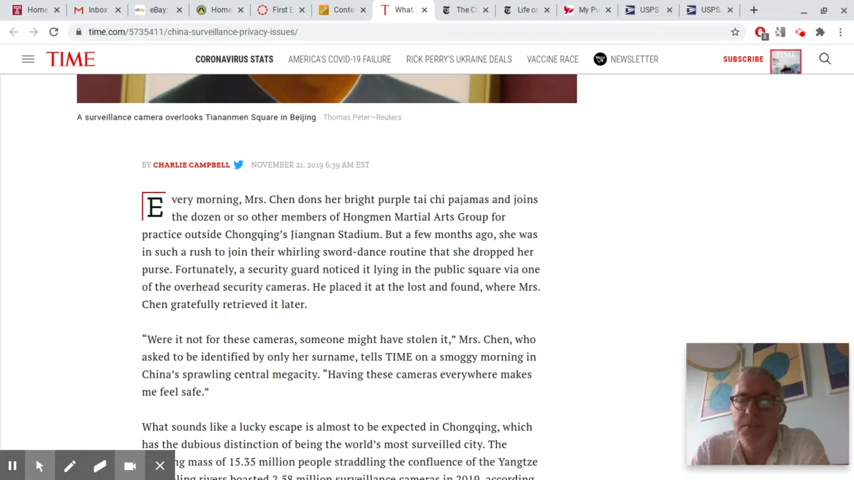 Home
Inbox
eBay:
Home
First E
Conte
What
The C
Life or
My Pu
USPS.
USPS.
time.com/5735411/china-surveillance-privacy-issues/
TIME
CORONAVIRUS STATS AMERICA'S COVID-19 FAILURE RICK PERRY'S UKRAINE DEALS VACCINE RACE NEWSLETTER
SUBSCRIBE
A surveillance camera overlooks Tiananmen Square in Beijing Thomas Peter—Reuters
BY CHARLIE CAMPBELL NOVEMBER 21, 2019 6:39 AM EST
Every morning, Mrs. Chen dons her bright purple tai chi pajamas and joins
the dozen or so other members of Hongmen Martial Arts Group for
practice outside Chongqing's Jiangnan Stadium. But a few months ago, she was
in such a rush to join their whirling sword-dance routine that she dropped her
purse. Fortunately, a security guard noticed it lying in the public square via one
of the overhead security cameras. He placed it at the lost and found, where Mrs.
Chen gratefully retrieved it later.
“Were it not for these cameras, someone might have stolen it,” Mrs. Chen, who
asked to be identified by only her surname, tells TIME on a smoggy morning in
China's sprawling central megacity. “Having these cameras everywhere makes
me feel safe.”
What sounds like a lucky escape is almost to be expected in Chongqing, which
has the dubious distinction of being the world's most surveilled city. The
mass of 15.35 million people straddling the confluence of the Yangtze
rivers boasted 2.58 million surveillance cameras in 2019, according